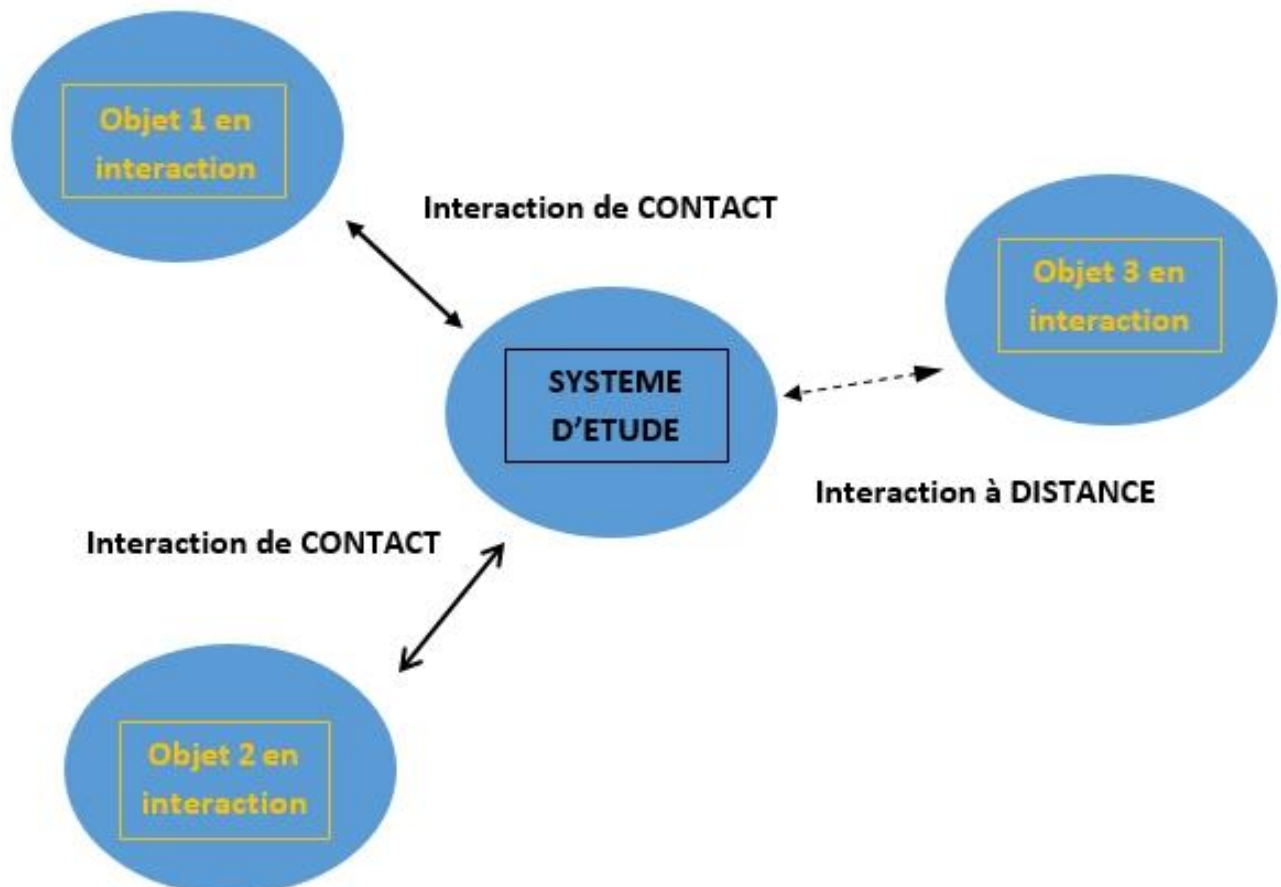 Objet 1 en
interaction
Interaction de CONTACT
Objet 3 en
interaction
SYSTEME
D'ETUDE
Interaction à DISTANCE
Interaction de CONTACT
Objet 2 en
interaction